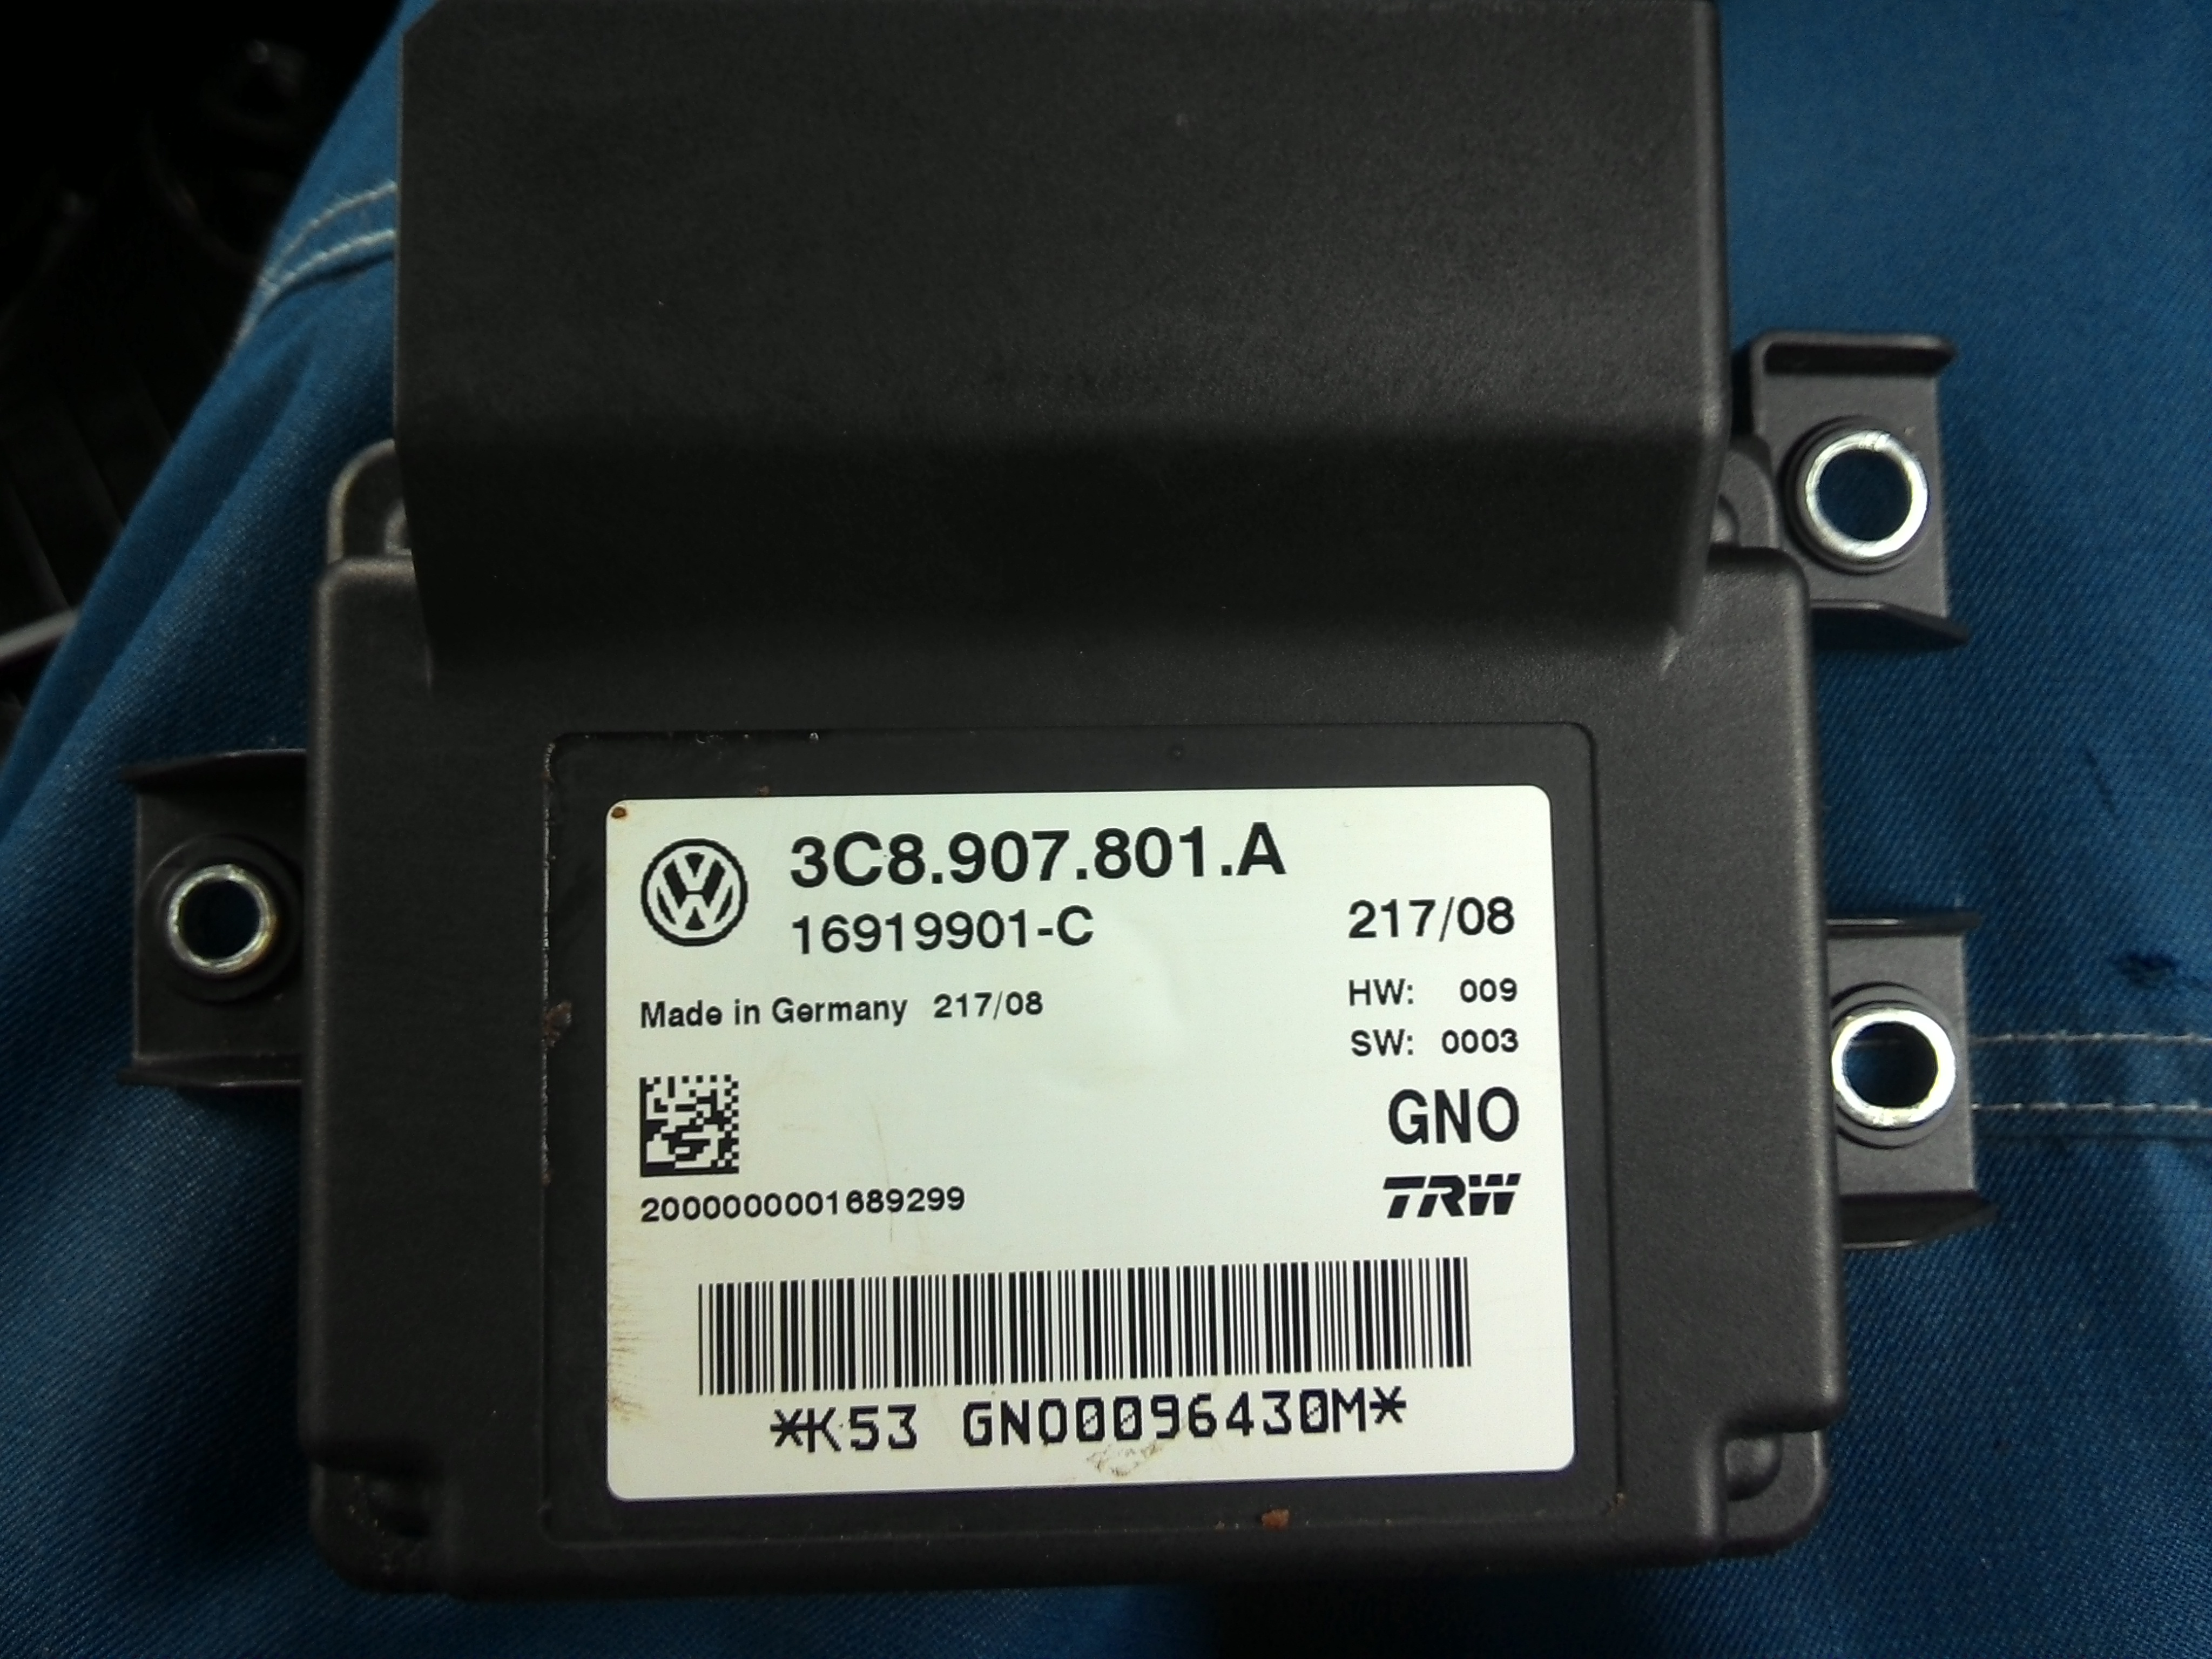 3C8.907.801.A
16919901-C 217/08
Made in Germany 217/08 HW: 009
SW: 0003
GNO
2000000001689299 TRW
*K53 GNO0096430M*